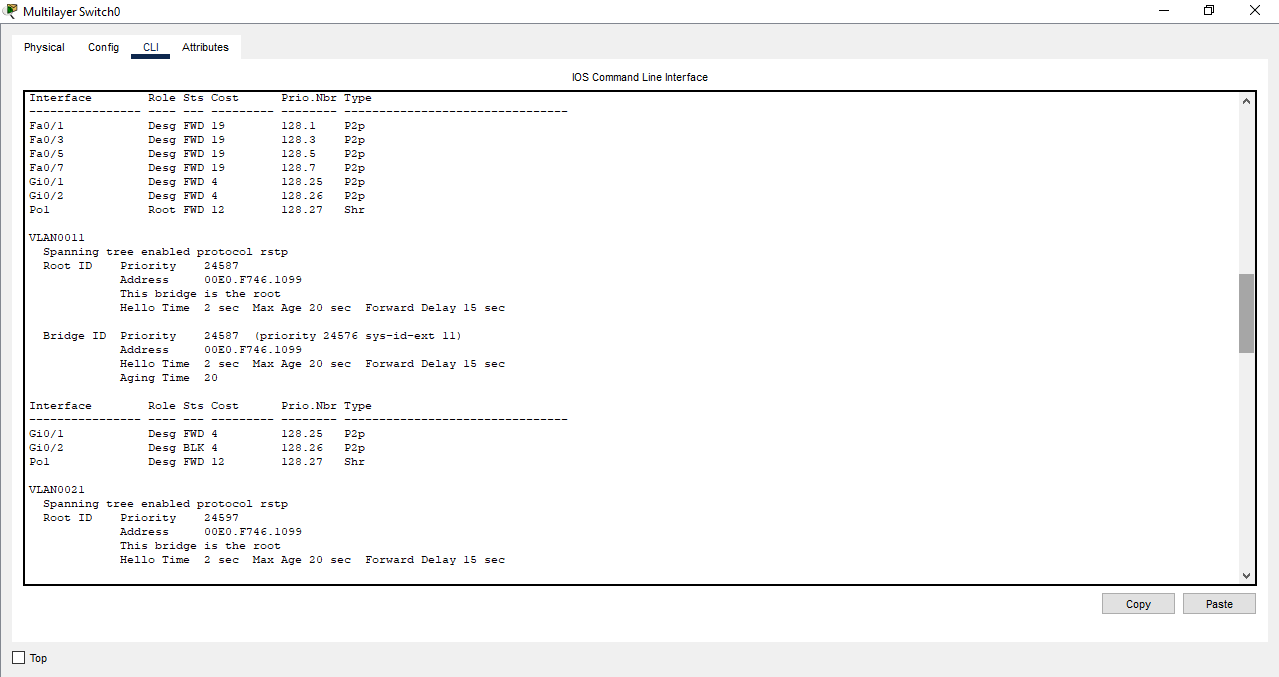 Multilayer Switch0
Physical Config CLI Attributes
IOS Command Line Interface
Interface        Role Sts Cost      Prio.Nbr Type
---------------- ---- --- --------- -------- --------------------------------
Fa0/1            Desg FWD 19        128.1    P2p
Fa0/3            Desg FWD 19        128.3    P2p
Fa0/5            Desg FWD 19        128.5    P2p
Fa0/7            Desg FWD 19        128.7    P2p
Gi0/1            Desg FWD 4         128.25   P2p
Gi0/2            Desg FWD 4         128.26   P2p
Po1              Root FWD 12        128.27   Shr
VLAN0011
  Spanning tree enabled protocol rstp
  Root ID    Priority    24587
             Address     00E0.F746.1099
             This bridge is the root
             Hello Time  2 sec  Max Age 20 sec  Forward Delay 15 sec
  Bridge ID  Priority    24587  (priority 24576 sys-id-ext 11)
             Address     00E0.F746.1099
             Hello Time  2 sec  Max Age 20 sec  Forward Delay 15 sec
             Aging Time  20
Interface        Role Sts Cost      Prio.Nbr Type
---------------- ---- --- --------- -------- --------------------------------
Gi0/1            Desg FWD 4         128.25   P2p
Gi0/2            Desg BLK 4         128.26   P2p
Po1              Desg FWD 12        128.27   Shr
VLAN0021
  Spanning tree enabled protocol rstp
  Root ID    Priority    24597
             Address     00E0.F746.1099
             This bridge is the root
             Hello Time  2 sec  Max Age 20 sec  Forward Delay 15 sec
Copy Paste
Top